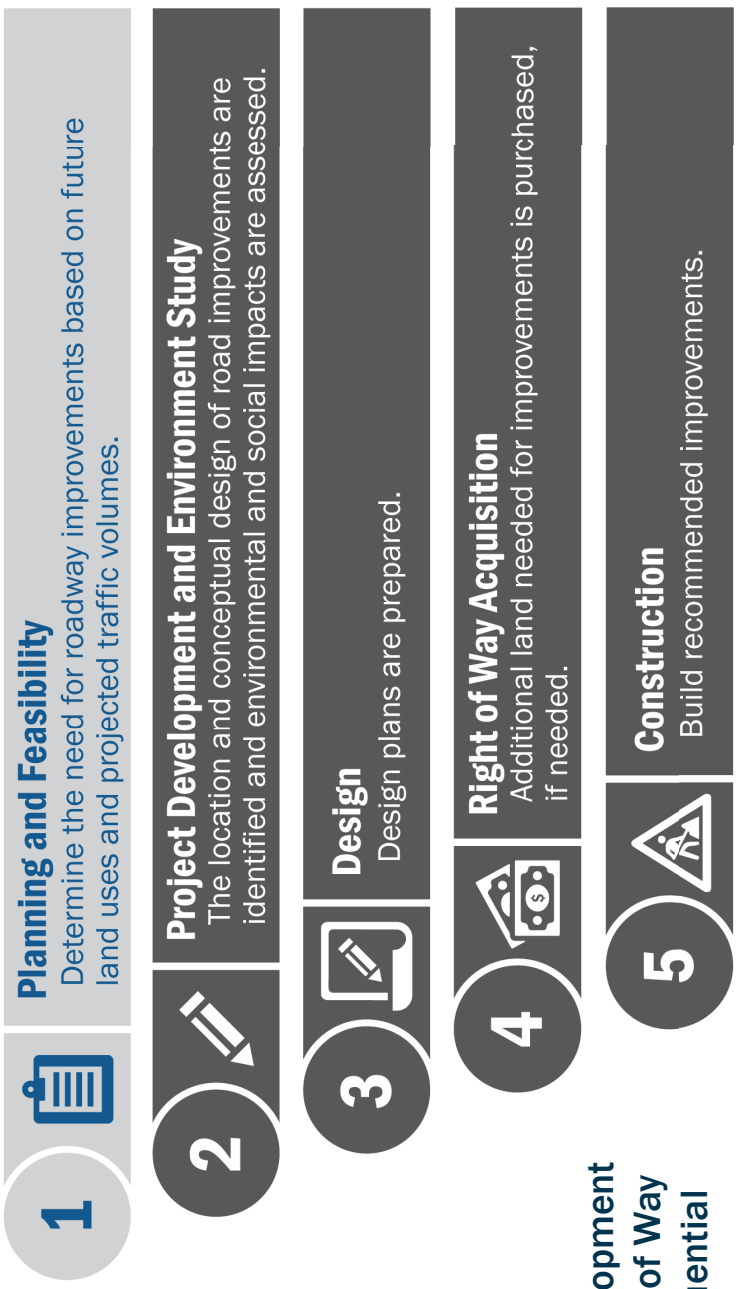 1
Planning and Feasibility
Determine the need for roadway improvements based on future
land uses and projected traffic volumes.
2
Project Development and Environment Study
The location and conceptual design of road improvements are
identified and environmental and social impacts are assessed.
3
Design
Design plans are prepared.
4
Right of Way Acquisition
Additional land needed for improvements is purchased,
if needed.
5
Construction
Build recommended improvements.
of Way